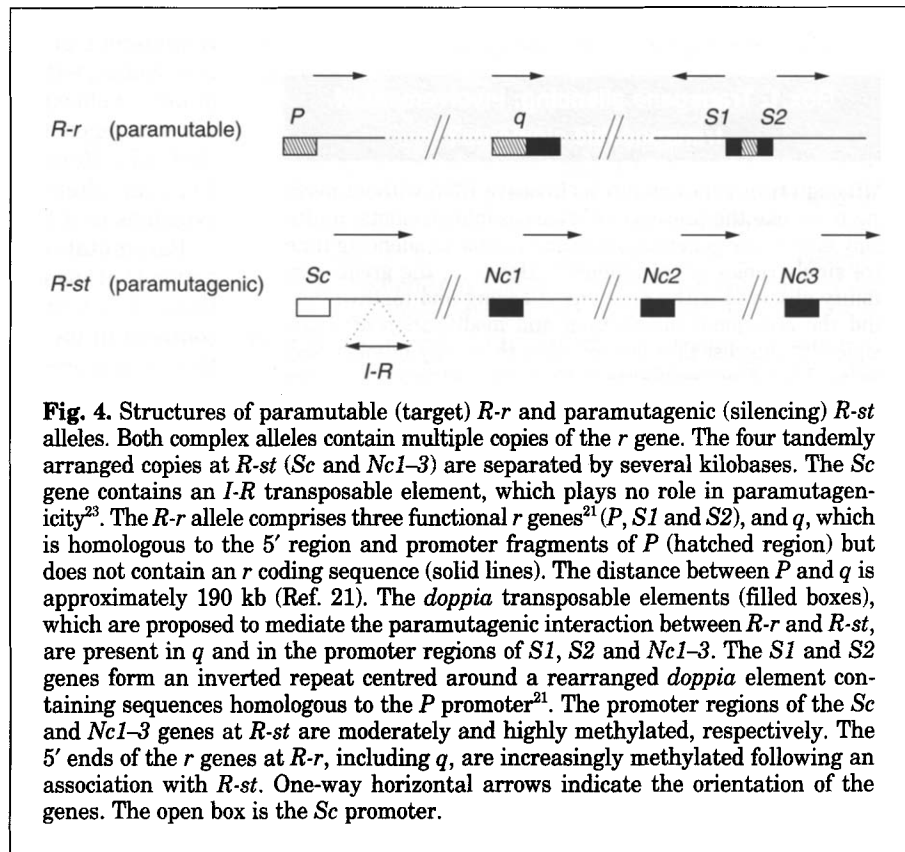 P q S1 S2
R-r (paramutable)
Sc Nc1 Nc2 Nc3
R-st (paramutagenic)
I-R
Fig. 4. Structures of paramutable (target) R-r and paramutagenic (silencing) R-st
alleles. Both complex alleles contain multiple copies of the r gene. The four tandemly
arranged copies at R-st (Sc and Nc1–3) are separated by several kilobases. The Sc
gene contains an I-R transposable element, which plays no role in paramutagen-
icity23. The R-r allele comprises three functional r genes21 (P, S1 and S2), and q, which
is homologous to the 5′ region and promoter fragments of P (hatched region) but
does not contain an r coding sequence (solid lines). The distance between P and q is
approximately 190 kb (Ref. 21). The doppia transposable elements (filled boxes),
which are proposed to mediate the paramutagenic interaction between R-r and R-st,
are present in q and in the promoter regions of S1, S2 and Nc1–3. The S1 and S2
genes form an inverted repeat centred around a rearranged doppia element con-
taining sequences homologous to the P promoter21. The promoter regions of the Sc
and Nc1–3 genes at R-st are moderately and highly methylated, respectively. The
5′ ends of the r genes at R-r, including q, are increasingly methylated following an
association with R-st. One-way horizontal arrows indicate the orientation of the
genes. The open box is the Sc promoter.